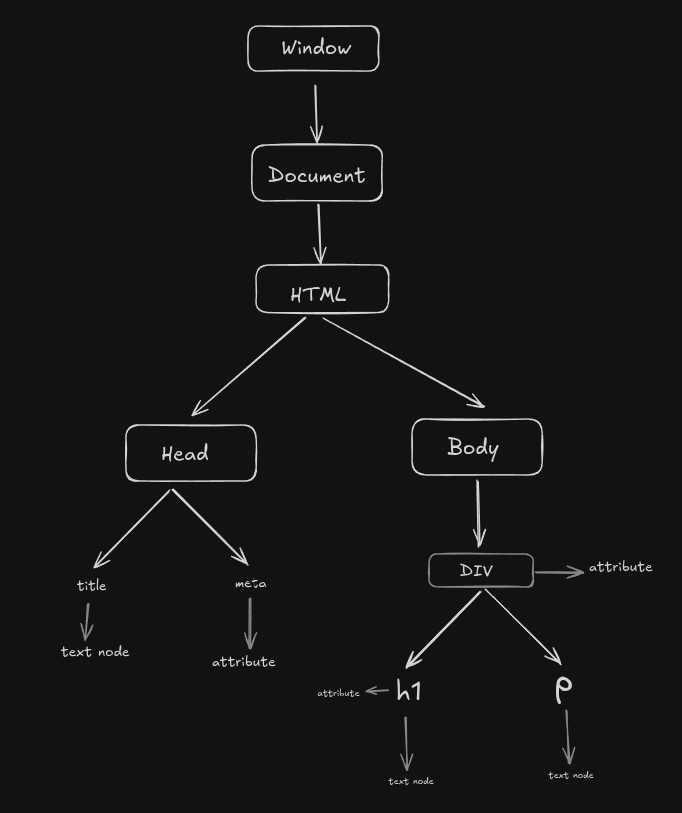 Window
Document
HTML
Head
Body
title
meta
DIV
attribute
text node
attribute
attribute
h1
P
text node
text node